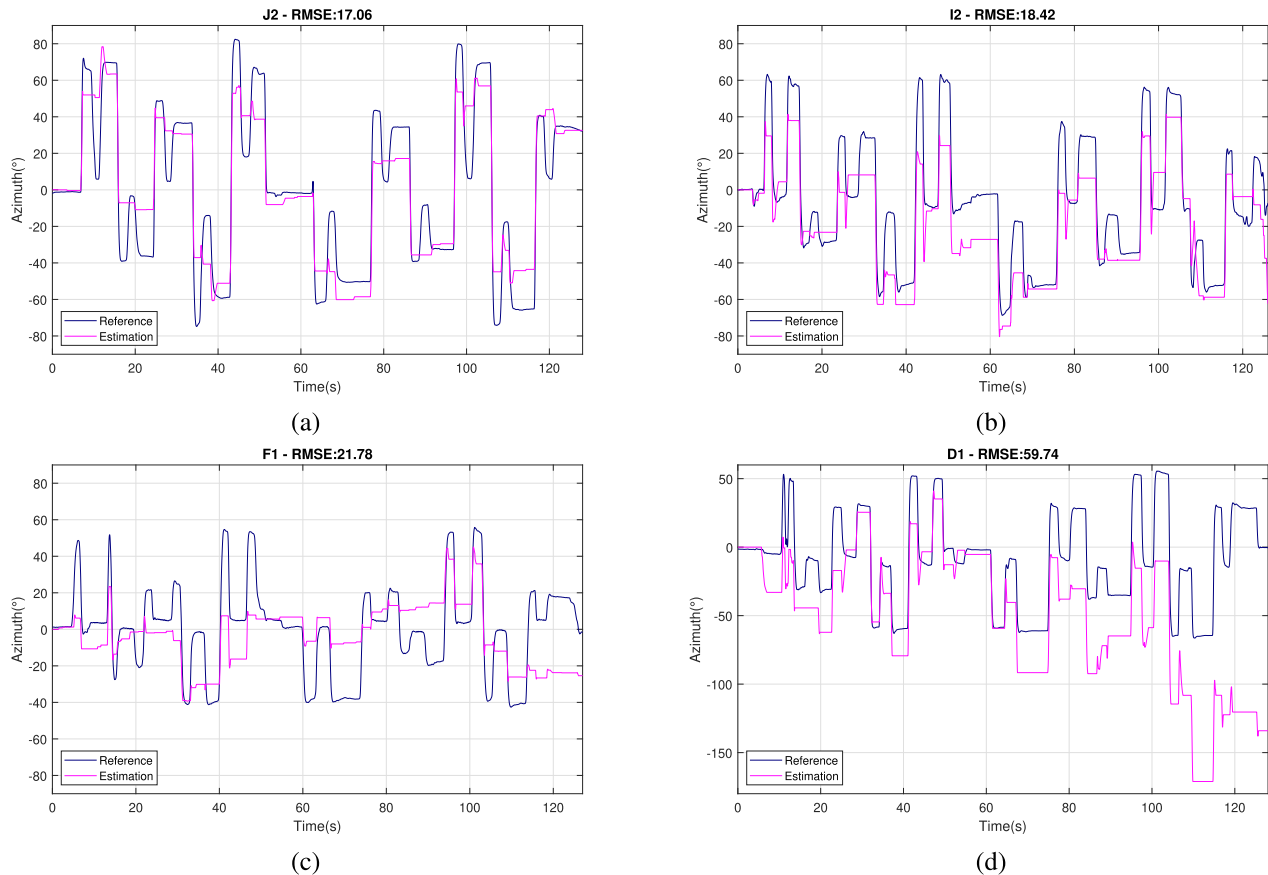 J2 - RMSE:17.06
80
60
40
20
0
-20
-40
-60
-80
Azimuth(°)
Reference
Estimation
0 20 40 60 80 100 120
Time(s)
(a)
I2 - RMSE:18.42
80
60
40
20
0
-20
-40
-60
-80
Azimuth(°)
Reference
Estimation
0 20 40 60 80 100 120
Time(s)
(b)
F1 - RMSE:21.78
80
60
40
20
0
-20
-40
-60
-80
Azimuth(°)
Reference
Estimation
0 20 40 60 80 100 120
Time(s)
(c)
D1 - RMSE:59.74
50
0
-50
-100
-150
Azimuth(°)
Reference
Estimation
0 20 40 60 80 100 120
Time(s)
(d)